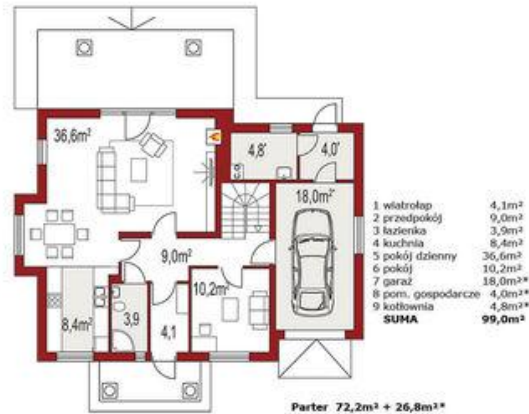 36,6m²
4,8*
4,0*
18,0m²*
9,0m²
10,2m²
8,4m²
3,9
4,1
1 wiatrołap 4,1m²
2 przedpokój 9,0m²
3 łazienka 3,9m²
4 kuchnia 8,4m²
5 pokój dzienny 36,6m²
6 pokój 10,2m²
7 garaż 18,0m²*
8 pom. gospodarcze 4,0m²*
9 kotłownia 4,8m²*
SUMA 99,0m²
Parter 72,2m² + 26,8m²*